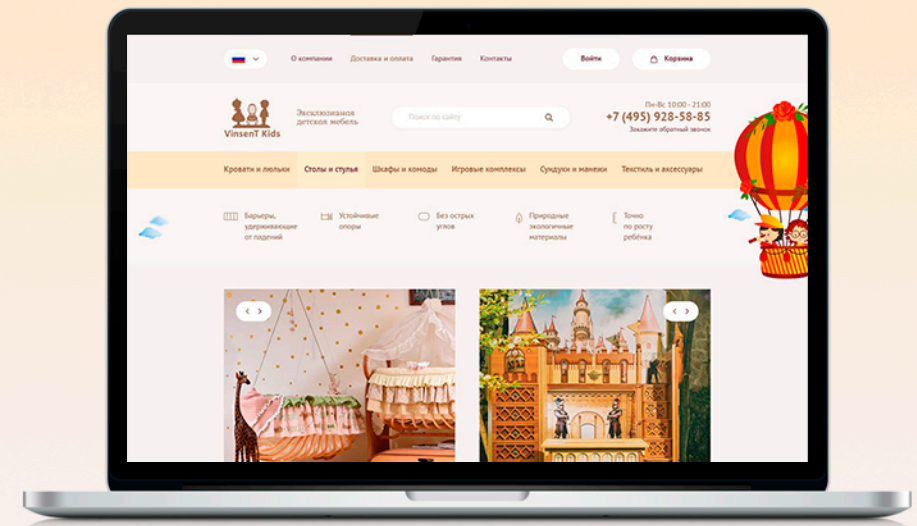 О компании Доставка и оплата Гарантия Контакты Войти Корзина
VinsenT Kids
Эксклюзивная
детская мебель
Поиск по сайту
Пн-Вс 10:00 - 21:00
+7 (495) 928-58-85
Закажите обратный звонок
Кровати и люльки Столы и стулья Шкафы и комоды Игровые комплексы Сундуки и манежи Текстиль и аксессуары
Барьеры,
удерживающие
от падений
Устойчивые
опоры
Без острых
углов
Природные
экологичные
материалы
Точно
по росту
ребёнка